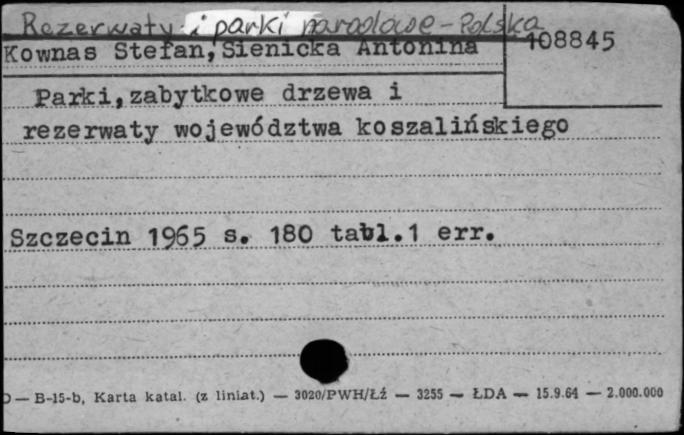 Rezerwaty i parki narodowe - Polska
Kownas Stefan, Sienicka Antonina
108845
Parki,zabytkowe drzewa i
rezerwaty województwa koszalińskiego
Szczecin 1965 s. 180 tabl.1 err.
— B-15-b, Karta katal. (z liniat.) — 3020/PWH/Łź — 3255 — ŁDA — 15.9.64 — 2.000.000